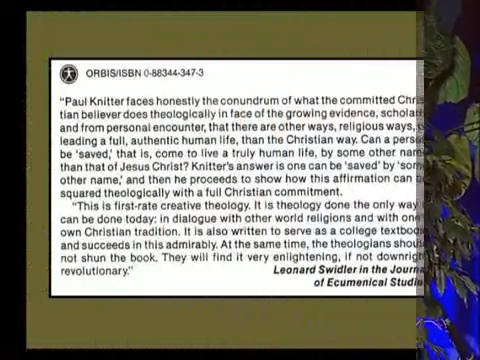 ORBIS/ISBN 0-88344-347-3
"Paul Knitter faces honestly the conundrum of what the committed Chris
tian believer does theologically in face of the growing evidence, scholar
and from personal encounter, that there are other ways, religious ways,
leading a full, authentic human life, than the Christian way. Can a pers
be 'saved,' that is, come to live a truly human life, by some other nam
than that of Jesus Christ? Knitter's answer is one can be 'saved' by 'som
other name,' and then he proceeds to show how this affirmation can
squared theologically with a full Christian commitment.
"This is first-rate creative theology. It is theology done the only way
can be done today: in dialogue with other world religions and with one'
own Christian tradition. It is also written to serve as a college textboo
and succeeds in this admirably. At the same time, the theologians shou
not shun the book. They will find it very enlightening, if not downrigh
revolutionary."
Leonard Swidler in the Journa
of Ecumenical Studie